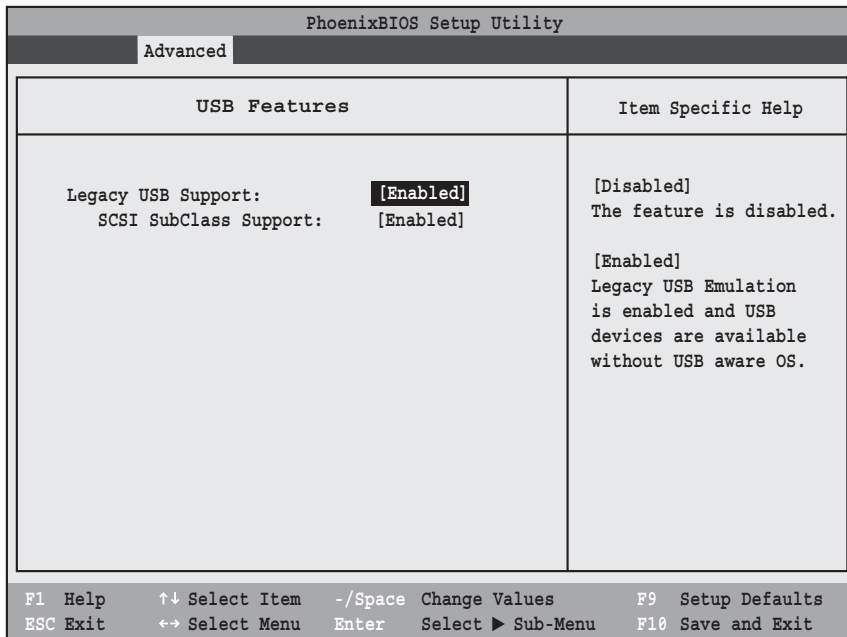 PhoenixBIOS Setup Utility
Advanced
USB Features
Item Specific Help
Legacy USB Support: [Enabled]
SCSI SubClass Support: [Enabled]
[Disabled]
The feature is disabled.
[Enabled]
Legacy USB Emulation
is enabled and USB
devices are available
without USB aware OS.
F1 Help ↑↓ Select Item -/Space Change Values F9 Setup Defaults
ESC Exit ←→ Select Menu Enter Select ▶ Sub-Menu F10 Save and Exit